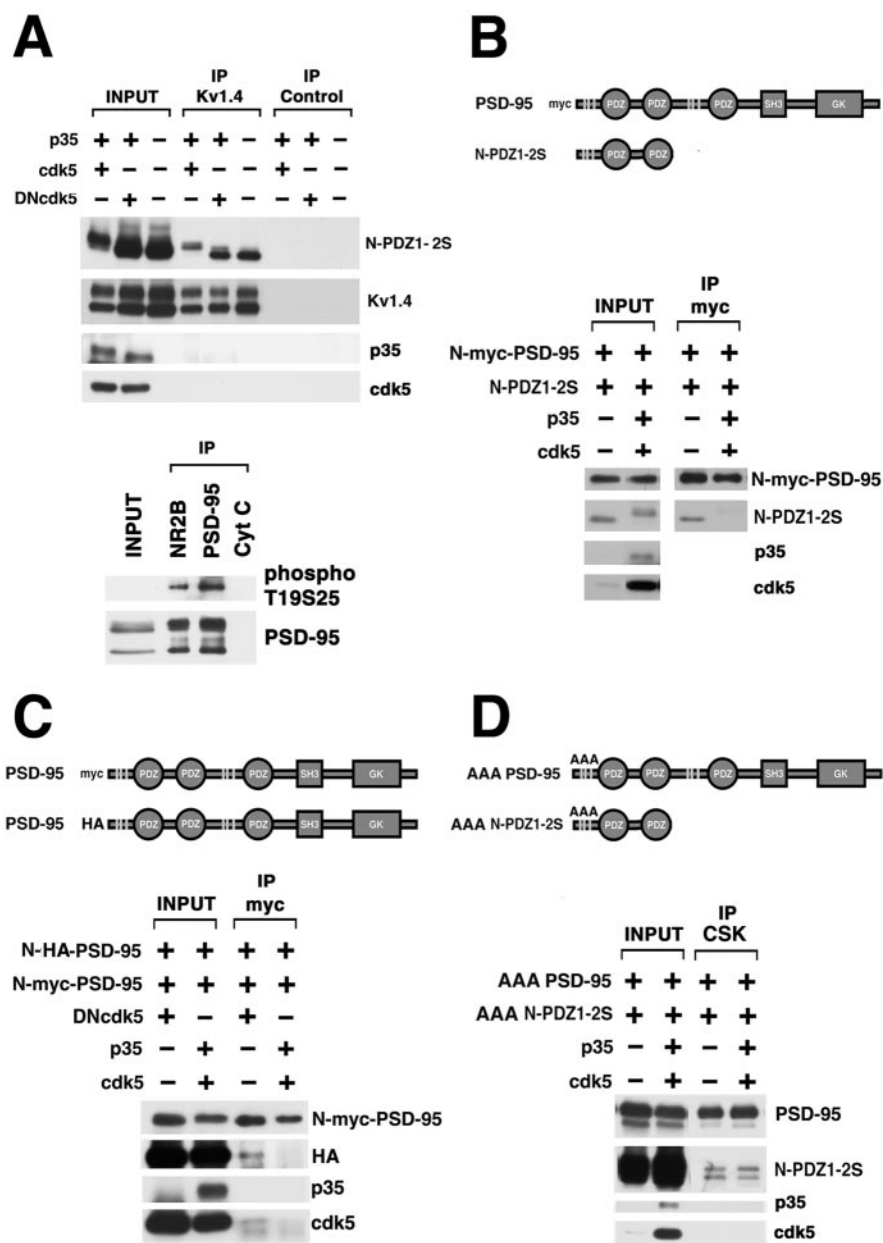 A
IP IP
INPUT Kv1.4 Control
p35 + + − + + − + + −
cdk5 + − − + − − + − −
DNcdk5 − + − − + − − + −
N-PDZ1-2S
Kv1.4
p35
cdk5
IP
INPUT NR2B PSD-95 Cyt C
phospho
T19S25
PSD-95
B
PSD-95 myc PDZ PDZ PDZ SH3 GK
N-PDZ1-2S PDZ PDZ
IP
INPUT myc
N-myc-PSD-95 + + + +
N-PDZ1-2S + + + +
p35 − + − +
cdk5 − + − +
N-myc-PSD-95
N-PDZ1-2S
p35
cdk5
C
PSD-95 myc PDZ PDZ PDZ SH3 GK
PSD-95 HA PDZ PDZ PDZ SH3 GK
IP
INPUT myc
N-HA-PSD-95 + + + +
N-myc-PSD-95 + + + +
DNcdk5 + − + −
p35 − + − +
cdk5 − + − +
N-myc-PSD-95
HA
p35
cdk5
D
AAA
AAA PSD-95 PDZ PDZ PDZ SH3 GK
AAA
AAA N-PDZ1-2S PDZ PDZ
IP
INPUT CSK
AAA PSD-95 + + + +
AAA N-PDZ1-2S + + + +
p35 − + − +
cdk5 − + − +
PSD-95
N-PDZ1-2S
p35
cdk5